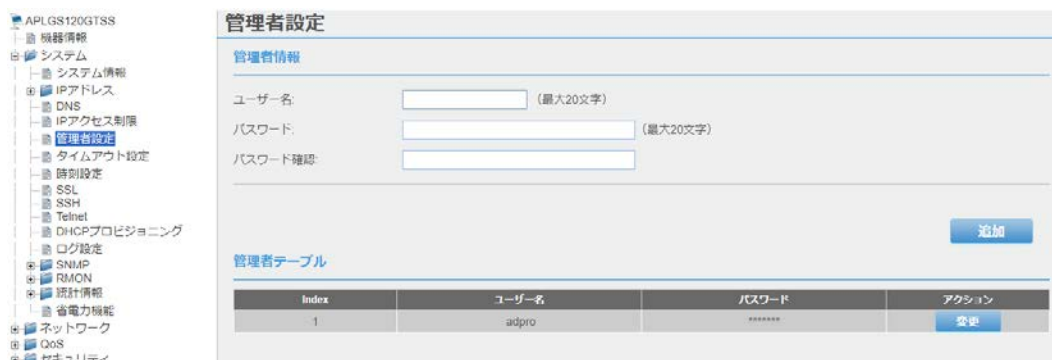 APLGS120GTSS
機器情報
システム
システム情報
IPアドレス
DNS
IPアクセス制限
管理者設定
タイムアウト設定
時刻設定
SSL
SSH
Telnet
DHCPプロビジョニング
ログ設定
SNMP
RMON
統計情報
省電力機能
ネットワーク
QoS
セキュリティ
管理者設定
管理者情報
ユーザー名: (最大20文字)
パスワード: (最大20文字)
パスワード確認:
追加
管理者テーブル
Index ユーザー名 パスワード アクション
1 adpro ******* 変更